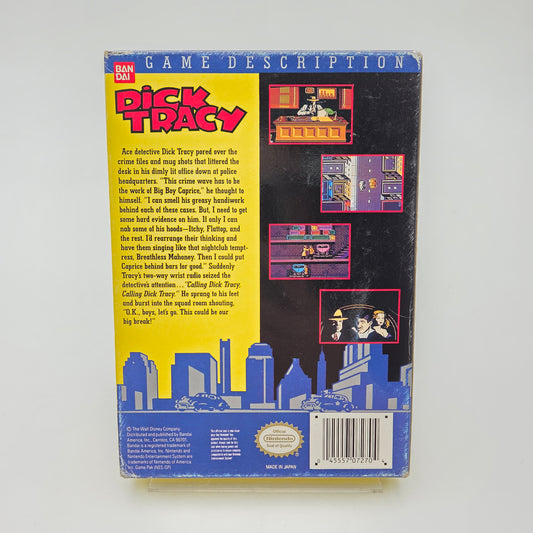 BAN
DAI
GAME DESCRIPTION
DICK
TRACY
Ace detective Dick Tracy pored over the
crime files and mug shots that littered the
desk in his dimly lit office down at police
headquarters. "This crime wave has to be
the work of Big Boy Caprice," he thought to
himself. "I can smell his greasy handiwork
behind each of these cases. But, I need to get
some hard evidence on him. If only I can
nab some of his hoods—Itchy, Flattop, and
the rest. I'd rearrange their thinking and
have them singing like that nightclub tempt-
ress, Breathless Mahoney. Then I could put
Caprice behind bars for good." Suddenly
Tracy's two-way wrist radio seized the
detective's attention... "Calling Dick Tracy,
Calling Dick Tracy." He sprang to his feet
and burst into the squad room shouting,
"O.K., boys, let's go. This could be our
big break!"
© The Walt Disney Company
Distributed and published by Bandai
America, Inc., Cerritos, CA 90701.
Bandai is a registered trademark of
Bandai America, Inc. Nintendo and
Nintendo Entertainment System are
trademarks of Nintendo of America
Inc. Game Pak (NES-GP)
Official
Nintendo
Seal of Quality
MADE IN JAPAN
0 45557 07270 4